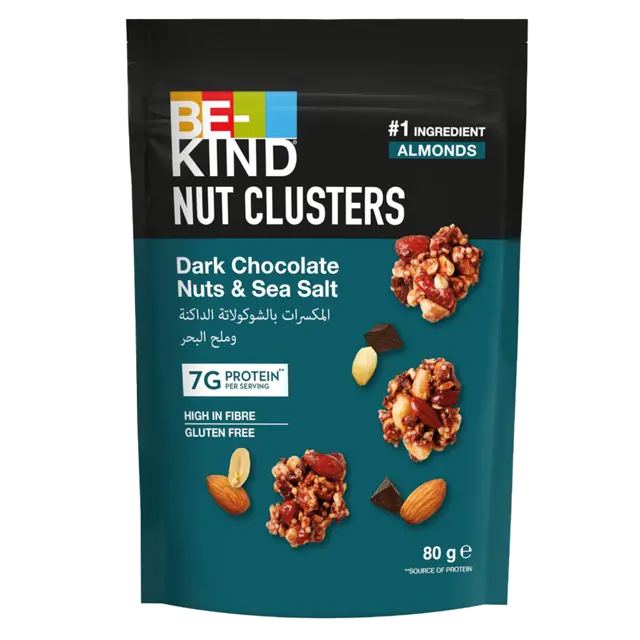 BE-
KIND®
NUT CLUSTERS
#1 INGREDIENT
ALMONDS
Dark Chocolate
Nuts & Sea Salt
المكسرات بالشوكولاتة الداكنة
وملح البحر
7G PROTEIN**
PER SERVING
HIGH IN FIBRE
GLUTEN FREE
80 g ℮
**SOURCE OF PROTEIN